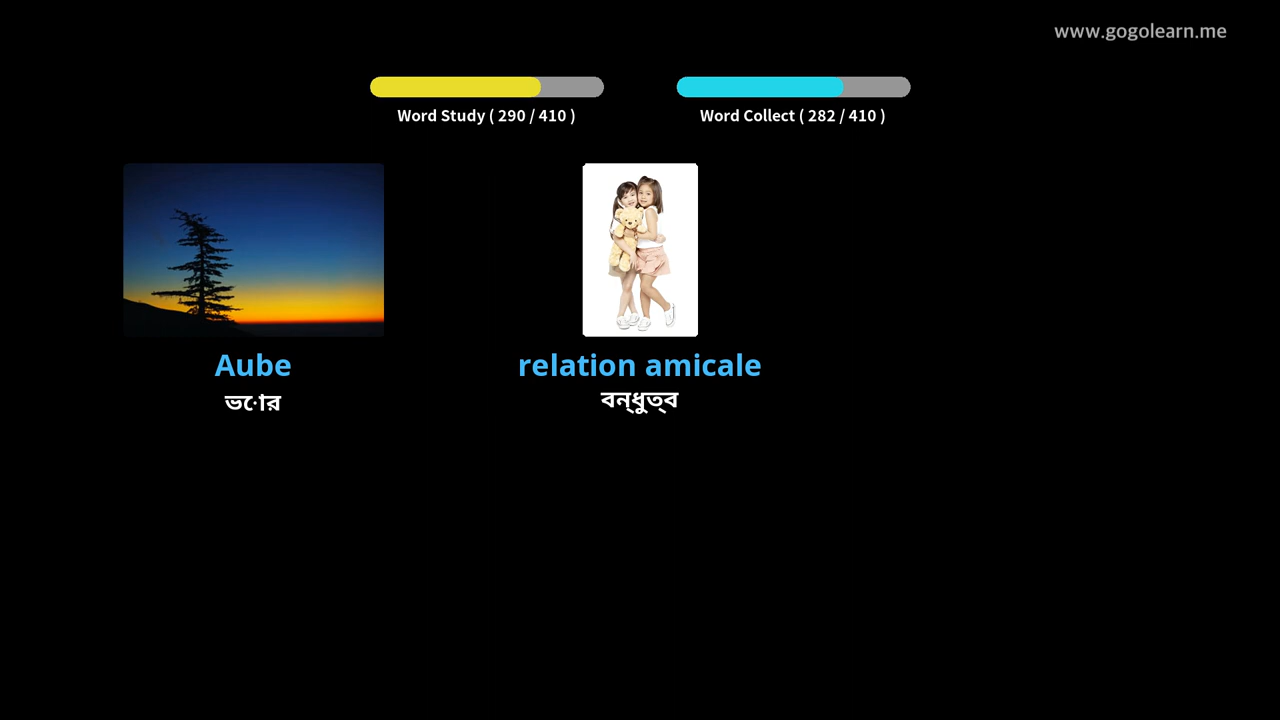 www.gogolearn.me
Word Study ( 290 / 410 )
Word Collect ( 282 / 410 )
Aube
relation amicale
ভোর
বন্ধুত্ব